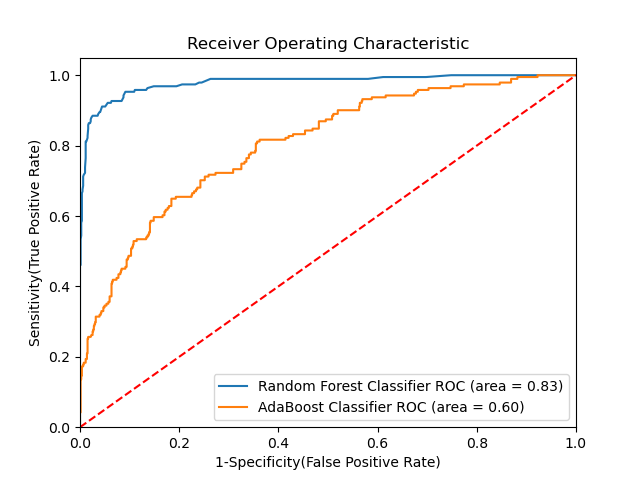 Receiver Operating Characteristic
1.0
0.8
0.6
0.4
0.2
0.0
Sensitivity(True Positive Rate)
Random Forest Classifier ROC (area = 0.83)
AdaBoost Classifier ROC (area = 0.60)
0.0 0.2 0.4 0.6 0.8 1.0
1-Specificity(False Positive Rate)